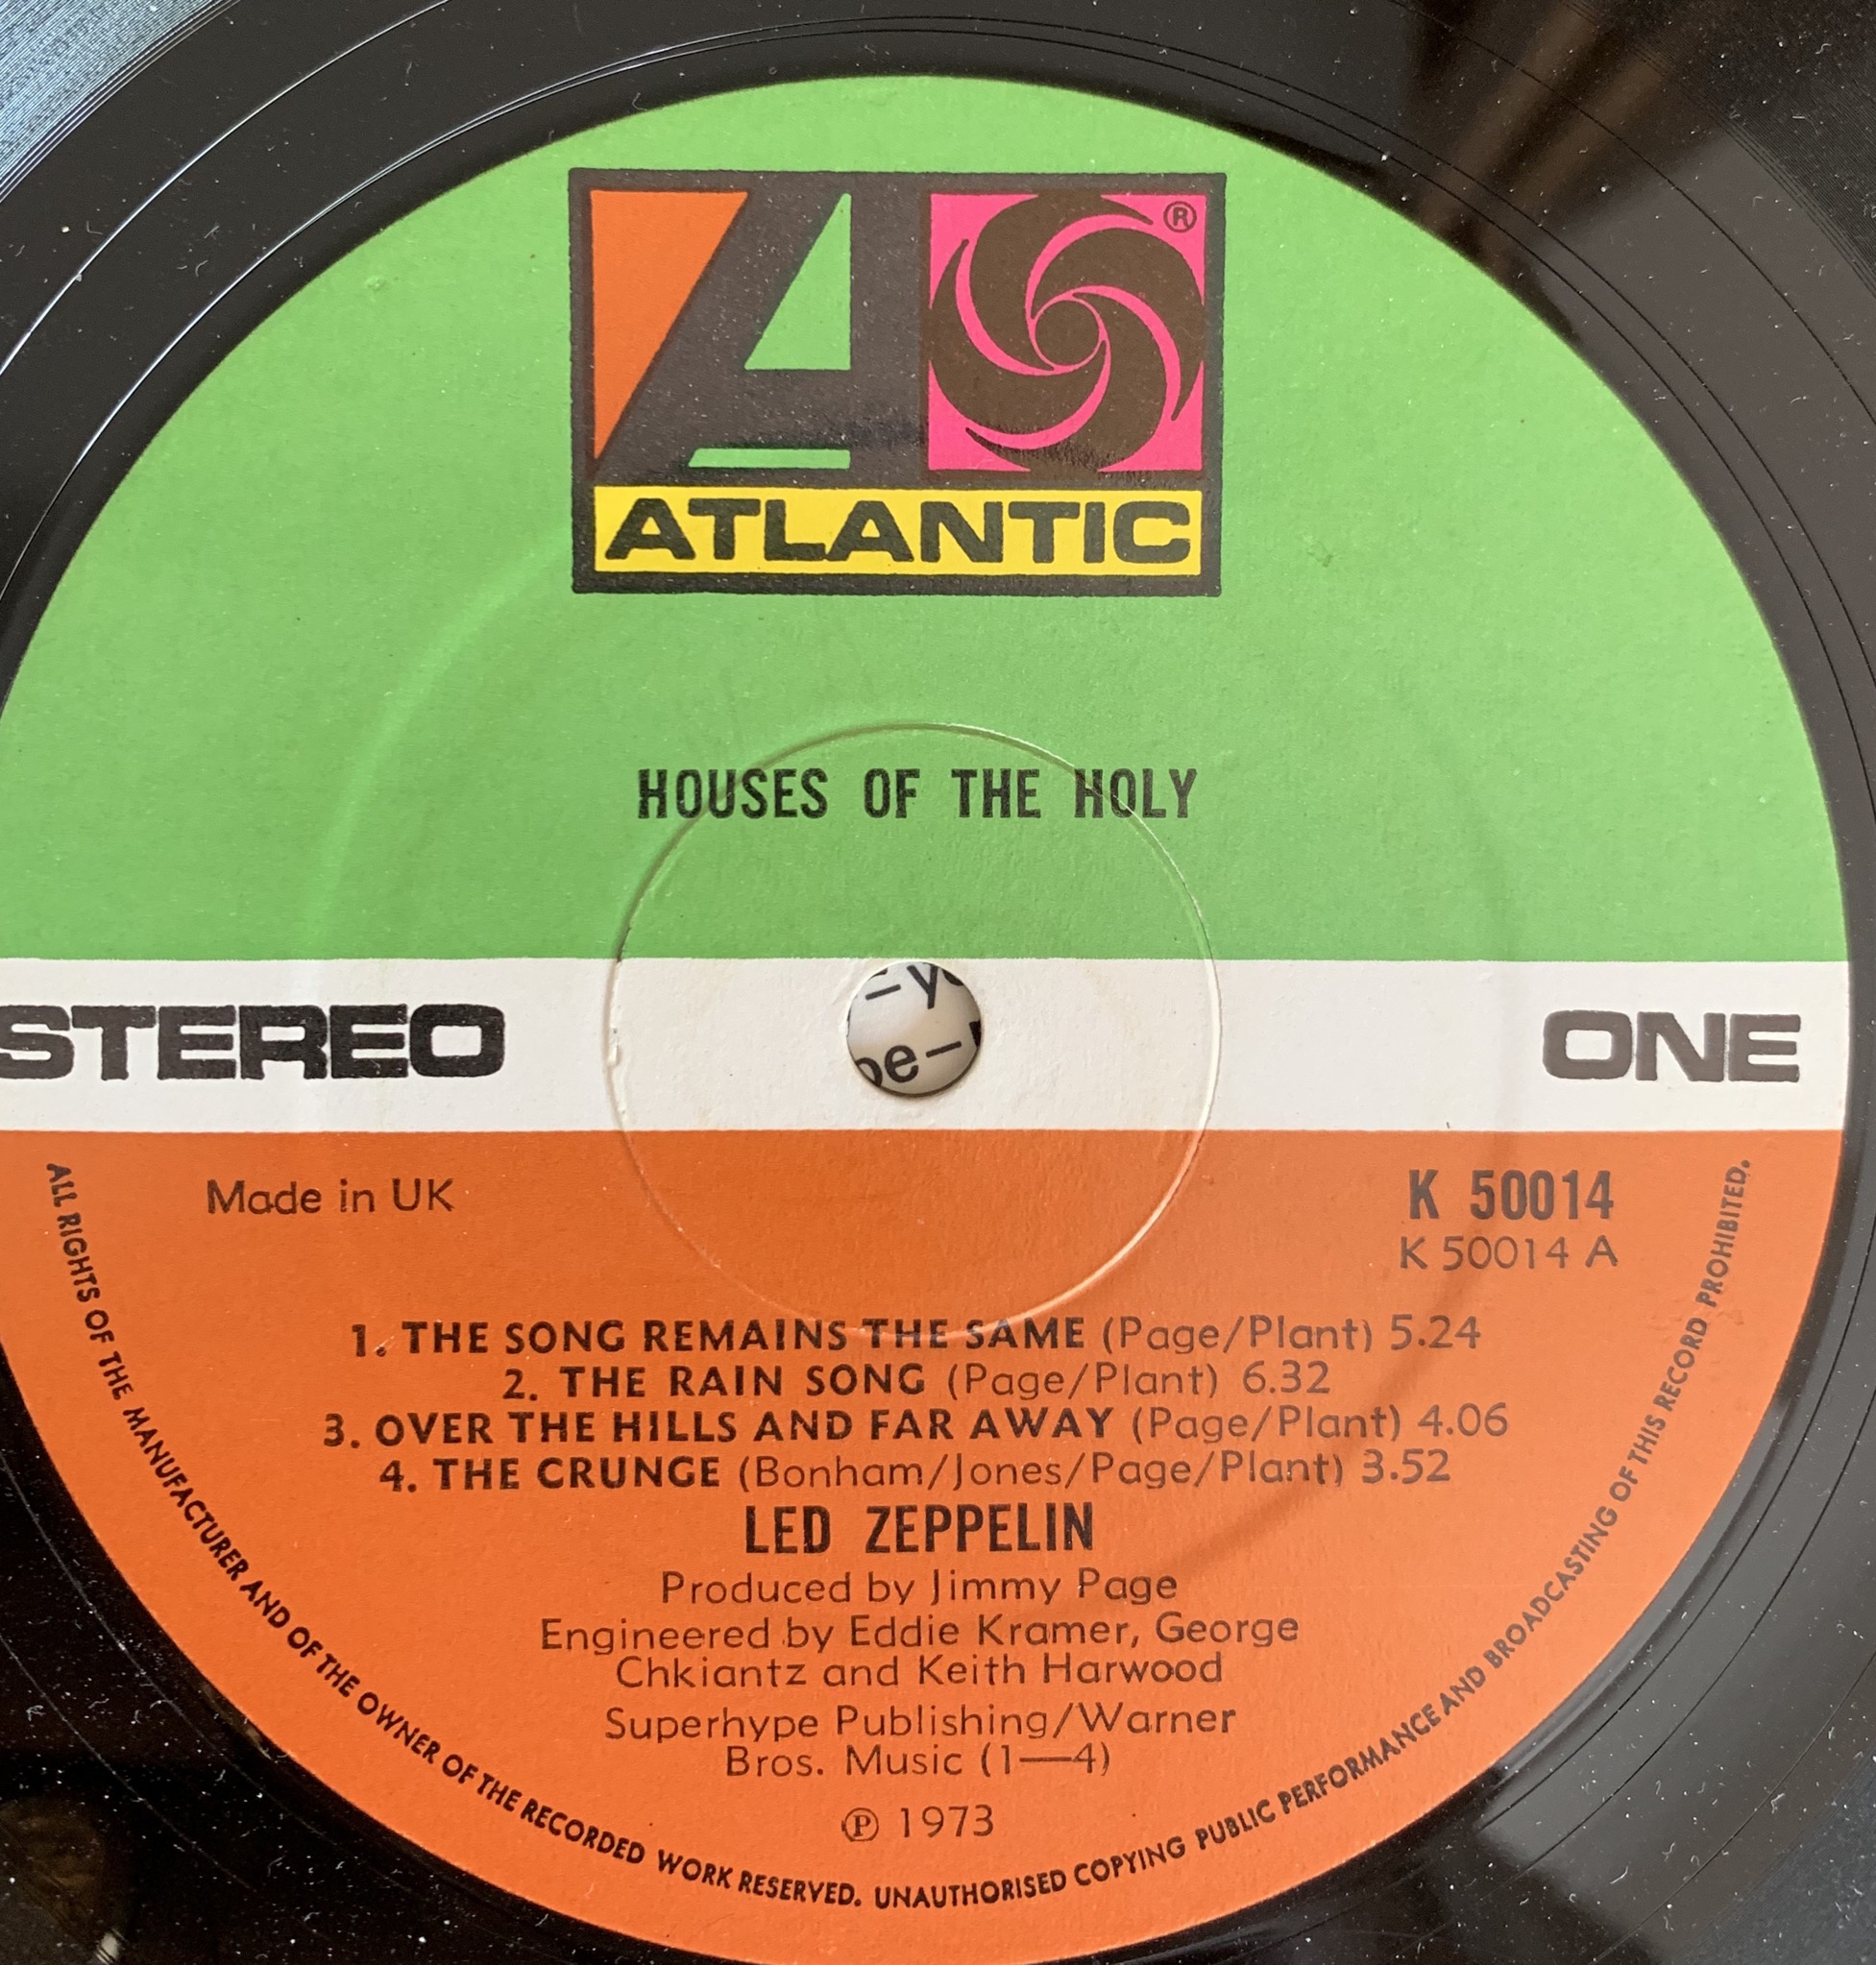 ®
ATLANTIC
HOUSES OF THE HOLY
STEREO
ONE
Made in UK
K 50014
K 50014 A
1. THE SONG REMAINS THE SAME (Page/Plant) 5.24
2. THE RAIN SONG (Page/Plant) 6.32
3. OVER THE HILLS AND FAR AWAY (Page/Plant) 4.06
4. THE CRUNGE (Bonham/Jones/Page/Plant) 3.52
LED ZEPPELIN
Produced by Jimmy Page
Engineered by Eddie Kramer, George
Chkiantz and Keith Harwood
Superhype Publishing/Warner
Bros. Music (1—4)
℗ 1973
ALL RIGHTS OF THE MANUFACTURER AND OF THE OWNER OF THE RECORDED WORK RESERVED. UNAUTHORISED COPYING PUBLIC PERFORMANCE AND BROADCASTING OF THIS RECORD PROHIBITED.